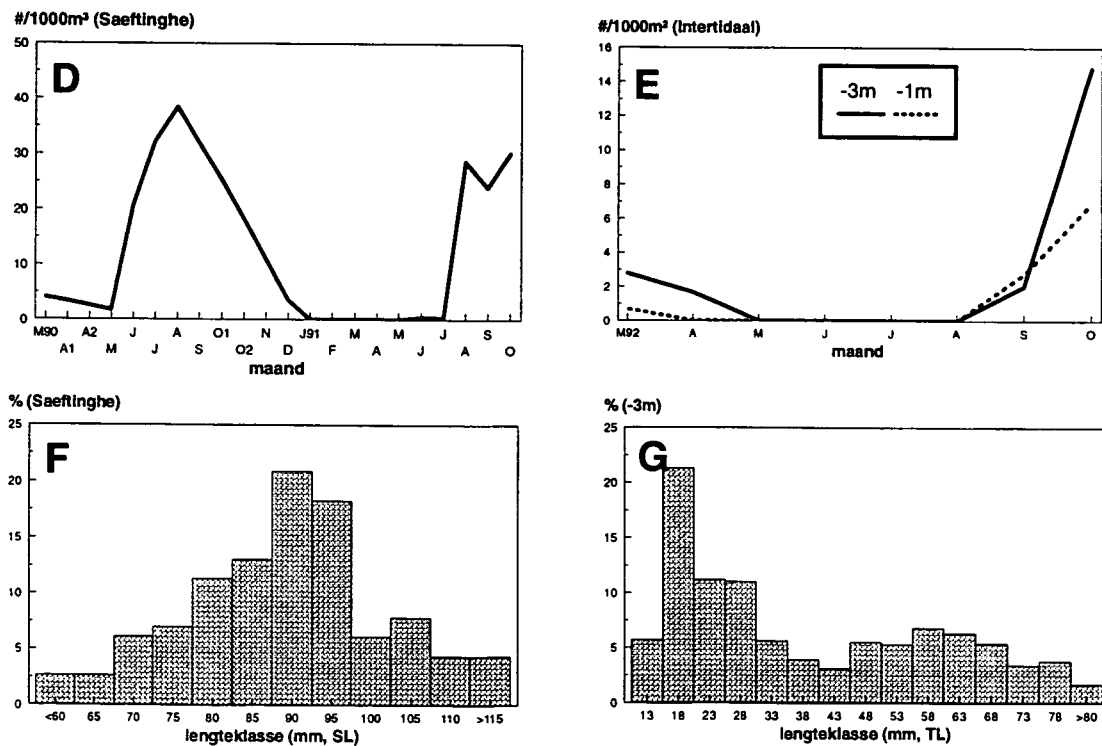 #/1000m³ (Saeftinghe)
50
40
30
20
10
0
D
M90 A2 J A O1 N J91 M M J S
A1 M J S O2 D F A J A O
maand
#/1000m² (Intertidaal)
16
14
12
10
8
6
4
2
0
E
-3m -1m
M92 A M J J A S O
maand
% (Saeftinghe)
25
20
15
10
5
0
F
<60 65 70 75 80 85 90 95 100 105 110 >115
lengteklasse (mm, SL)
% (-3m)
25
20
15
10
5
0
G
13 18 23 28 33 38 43 48 53 58 63 68 73 78 >80
lengteklasse (mm, TL)